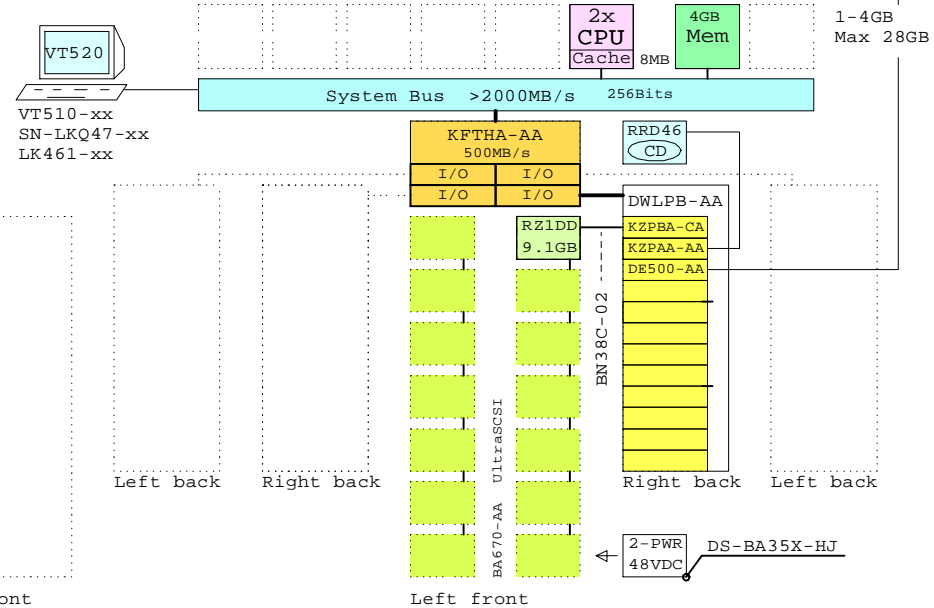 2x
CPU
Cache
8MB
4GB
Mem
1-4GB
Max 28GB
VT520
VT510-xx
SN-LKQ47-xx
LK461-xx
System Bus >2000MB/s 256Bits
KFTHA-AA
500MB/s
I/O I/O
I/O I/O
RRD46
CD
DWLPB-AA
RZ1DD
9.1GB
KZPBA-CA
KZPAA-AA
DE500-AA
BN38C-02
BA670-AA UltraSCSI
Left back
Right back
Right back
Left back
2-PWR
48VDC
DS-BA35X-HJ
ont
Left front